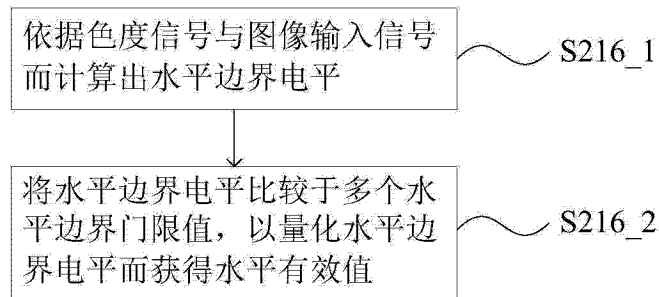 依据色度信号与图像输入信号
而计算出水平边界电平
S216_1
将水平边界电平比较于多个水
平边界门限值，以量化水平边
界电平而获得水平有效值
S216_2